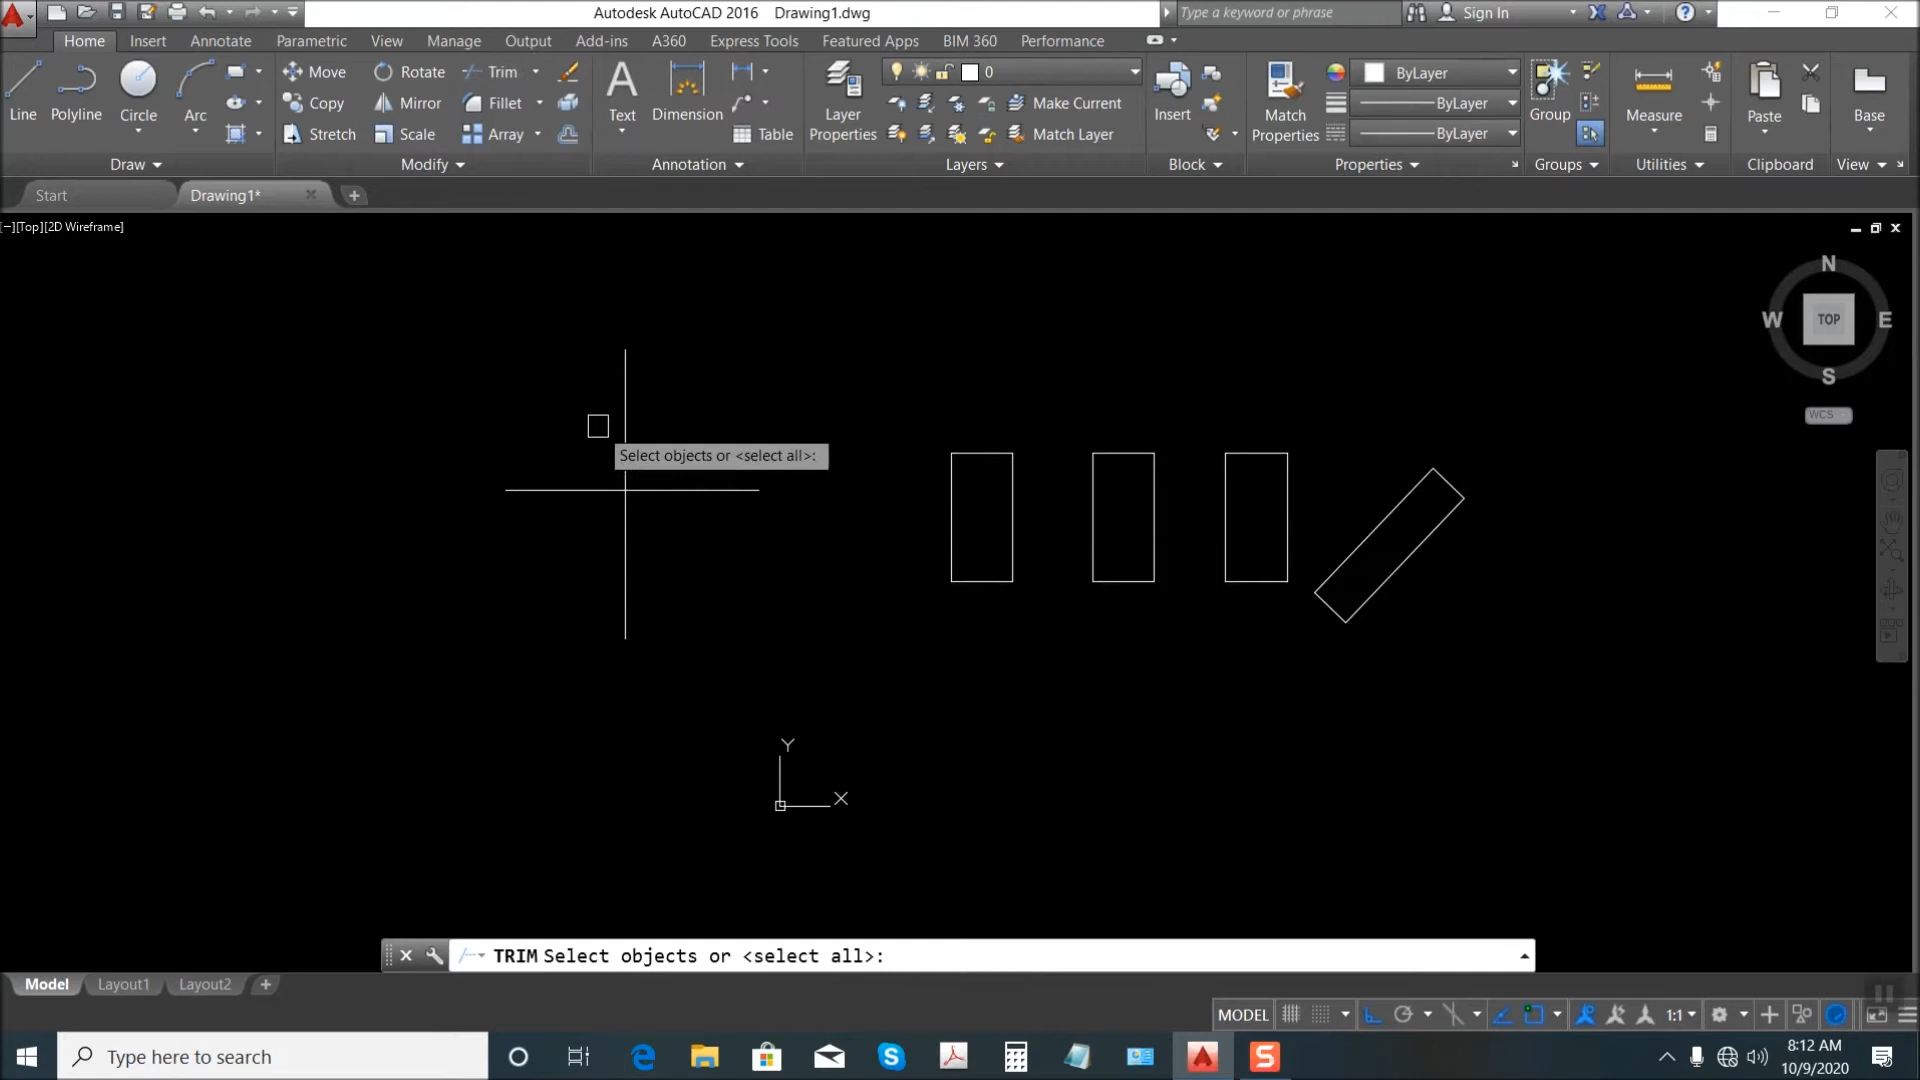 Autodesk AutoCAD 2016 Drawing1.dwg
Type a keyword or phrase
Sign In
Home Insert Annotate Parametric View Manage Output Add-ins A360 Express Tools Featured Apps BIM 360 Performance
Line Polyline Circle Arc
Move Rotate Trim
Copy Mirror Fillet
Stretch Scale Array
Text Dimension
Table
Layer Properties
0
Make Current
Match Layer
Insert
Match Properties
ByLayer
ByLayer
ByLayer
Group
Measure
Paste
Base
Draw Modify Annotation Layers Block Properties Groups Utilities Clipboard View
Start Drawing1*
[−][Top][2D Wireframe]
N
W TOP E
S
WCS
Select objects or <select all>:
Y
X
TRIM Select objects or <select all>:
Model Layout1 Layout2
MODEL 1:1
Type here to search
8:12 AM
10/9/2020